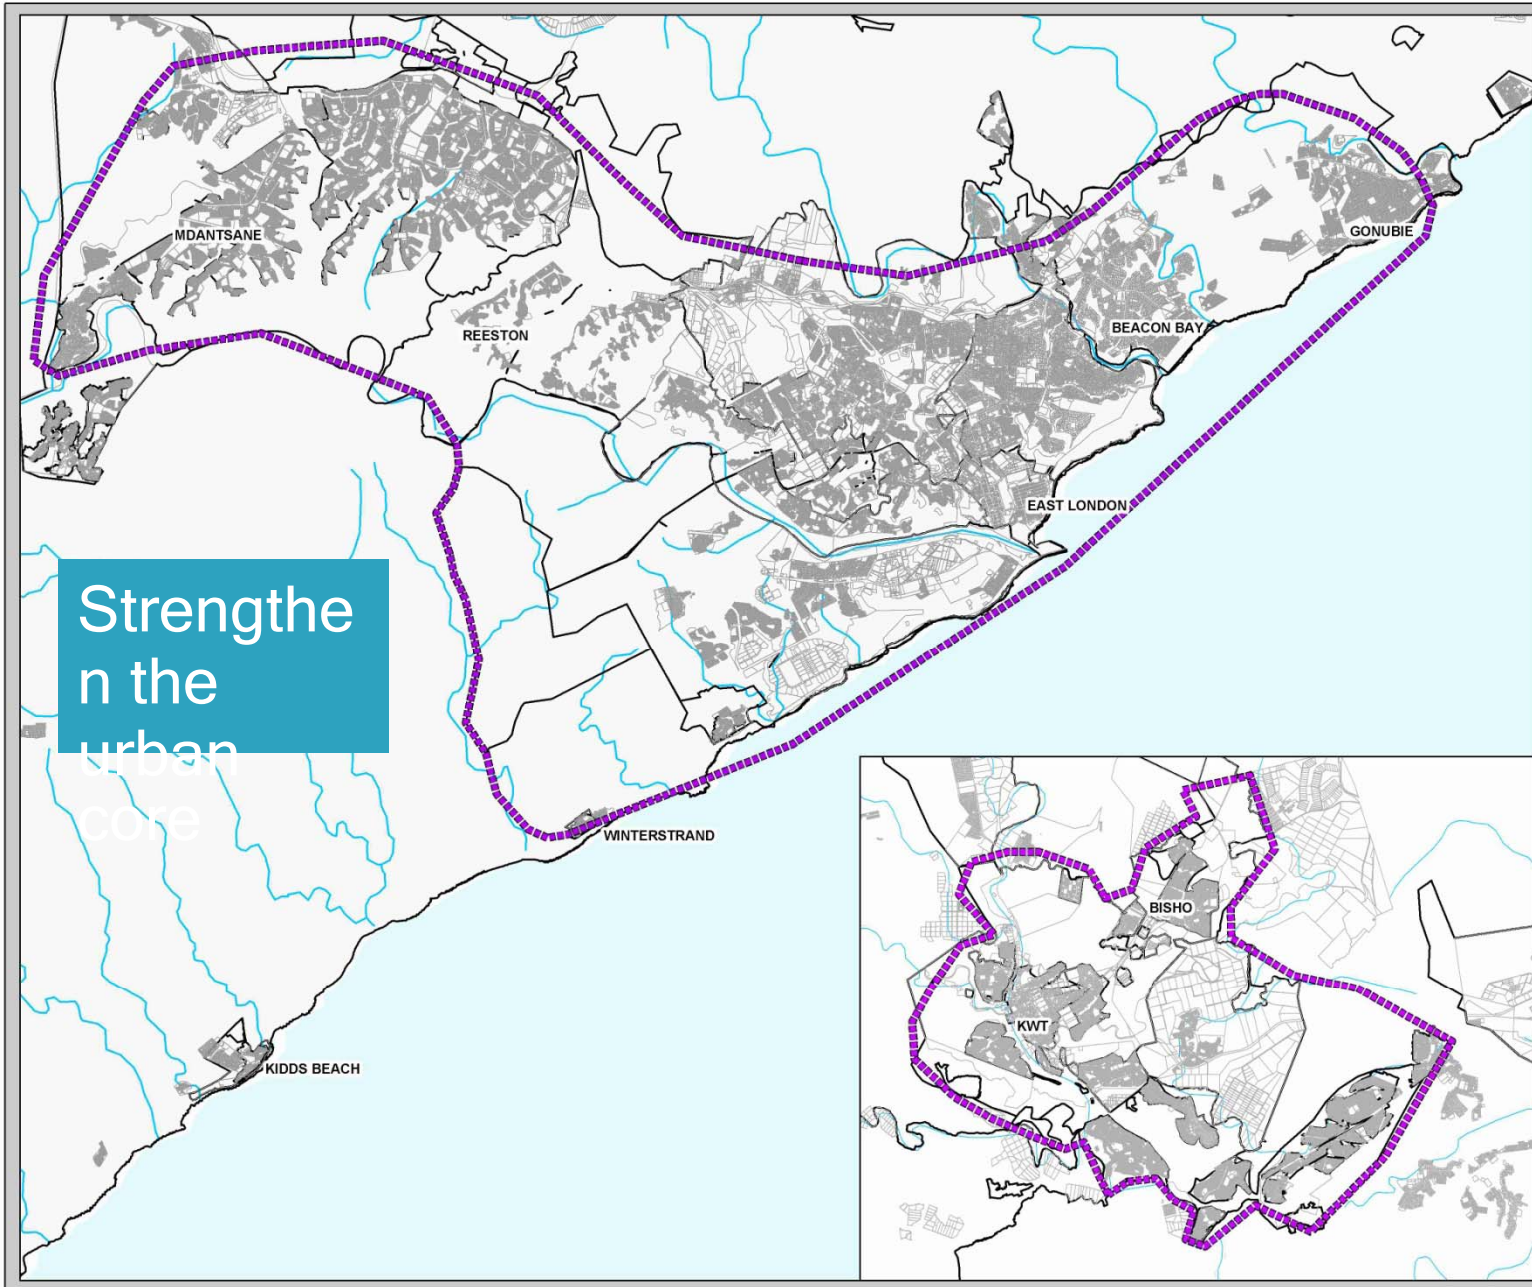 MDANTSANE
GONUBIE
REESTON
BEACON BAY
EAST LONDON
Strengthe
n the
urban
core
WINTERSTRAND
BISHO
KWT
KIDDS BEACH